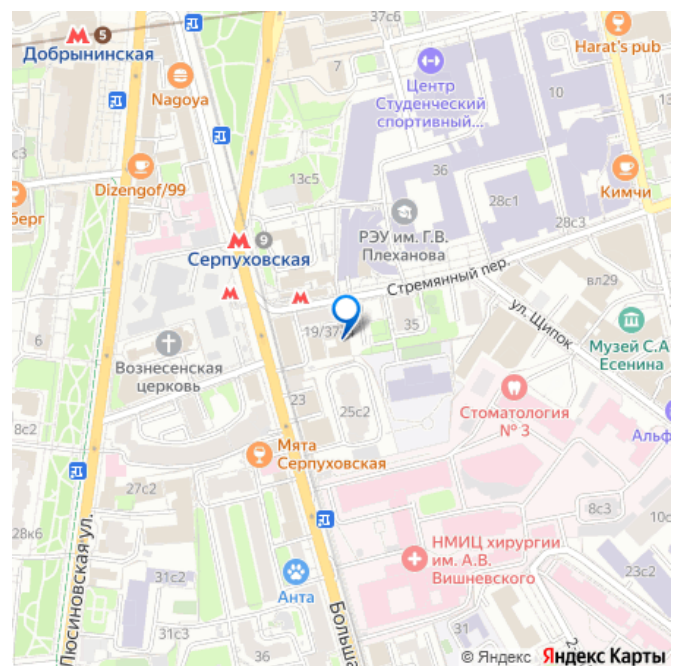 37с6
Harat's pub
М 5
Добрынинская
7
Центр
Студенческий
спортивный...
10
Nagoya
с3
36
13с5
28с1
Dizengof/99
Кимчи
берг
28с3
РЭУ им. Г.В.
Плеханова
М 9
Серпуховская
Стремянный пер.
вл29
М
М
ул. Щипок
19/37
35
6
Вознесенская
церковь
Музей С.А
Есенина
23
25с2
Стоматология
№ 3
8с2
Альф
Мята
Серпуховская
27с2
8с3
10с
28к6
НМИЦ хирургии
им. А.В.
Вишневского
Люсиновская ул.
31с2
Анта
23с2
Больша
31с3
31
36
2-
© Яндекс Яндекс Карты